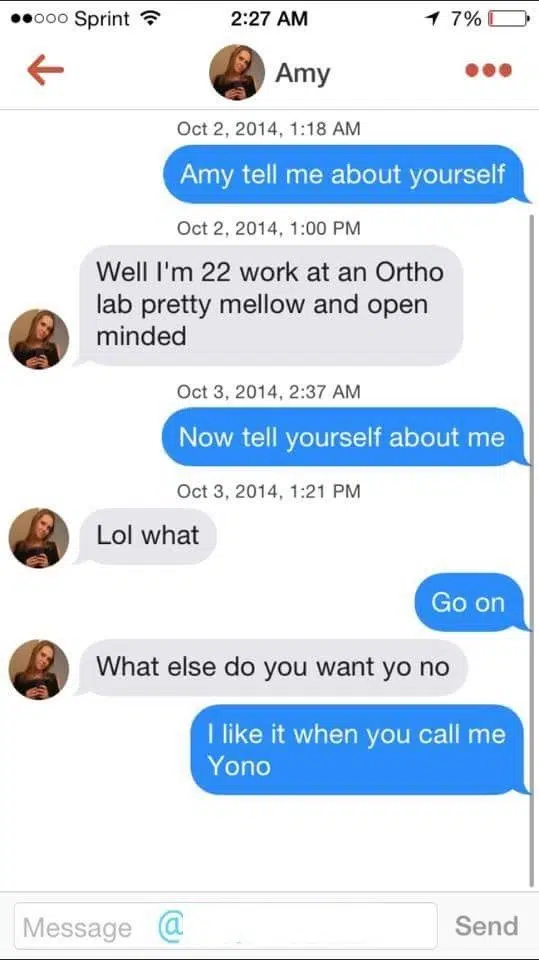 Sprint 2:27 AM 7%
Amy
Oct 2, 2014, 1:18 AM
Amy tell me about yourself
Oct 2, 2014, 1:00 PM
Well I'm 22 work at an Ortho
lab pretty mellow and open
minded
Oct 3, 2014, 2:37 AM
Now tell yourself about me
Oct 3, 2014, 1:21 PM
Lol what
Go on
What else do you want yo no
I like it when you call me
Yono
Message @ Send